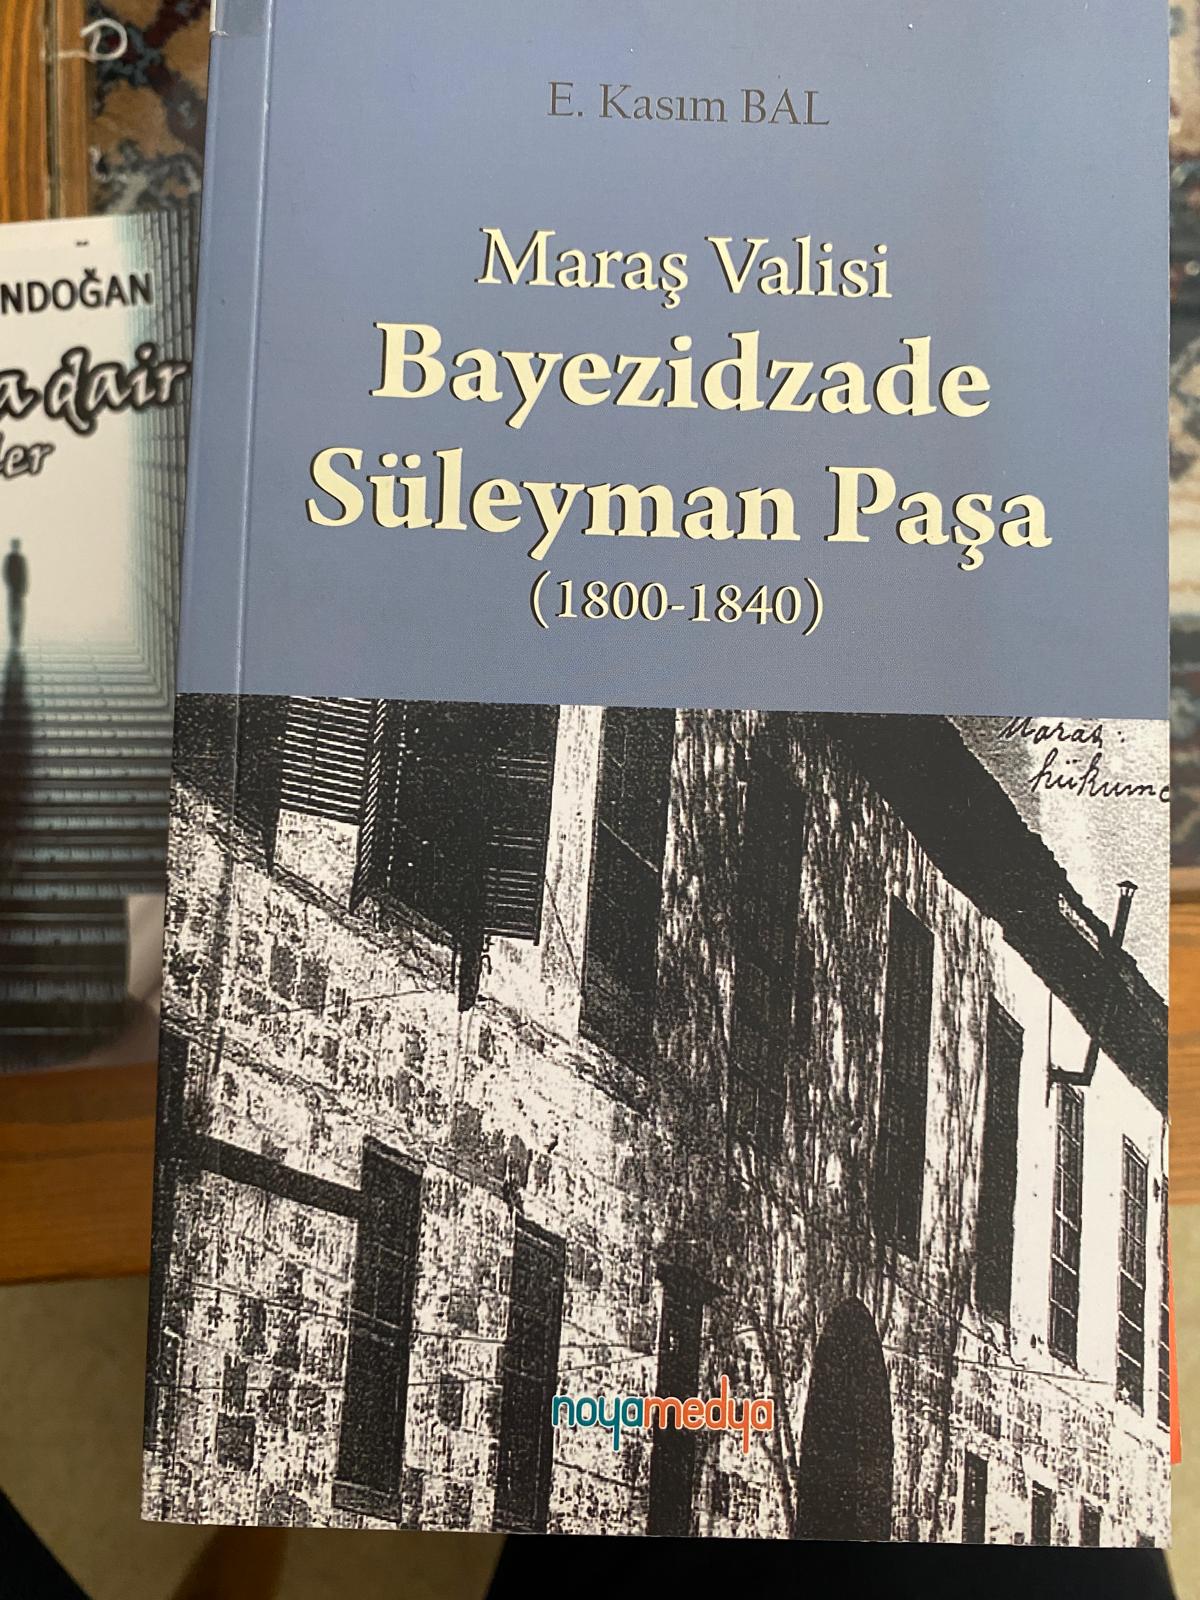 E. Kasım BAL
Maraş Valisi
Bayezidzade
Süleyman Paşa
(1800-1840)
Maraş
hükume
noyamedya
NDOĞAN
a dair
ler
D